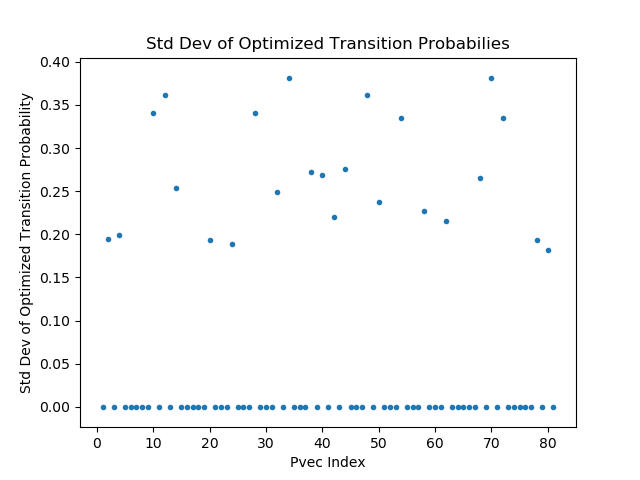 Std Dev of Optimized Transition Probabilies
Std Dev of Optimized Transition Probability
0.40
0.35
0.30
0.25
0.20
0.15
0.10
0.05
0.00
0 10 20 30 40 50 60 70 80
Pvec Index